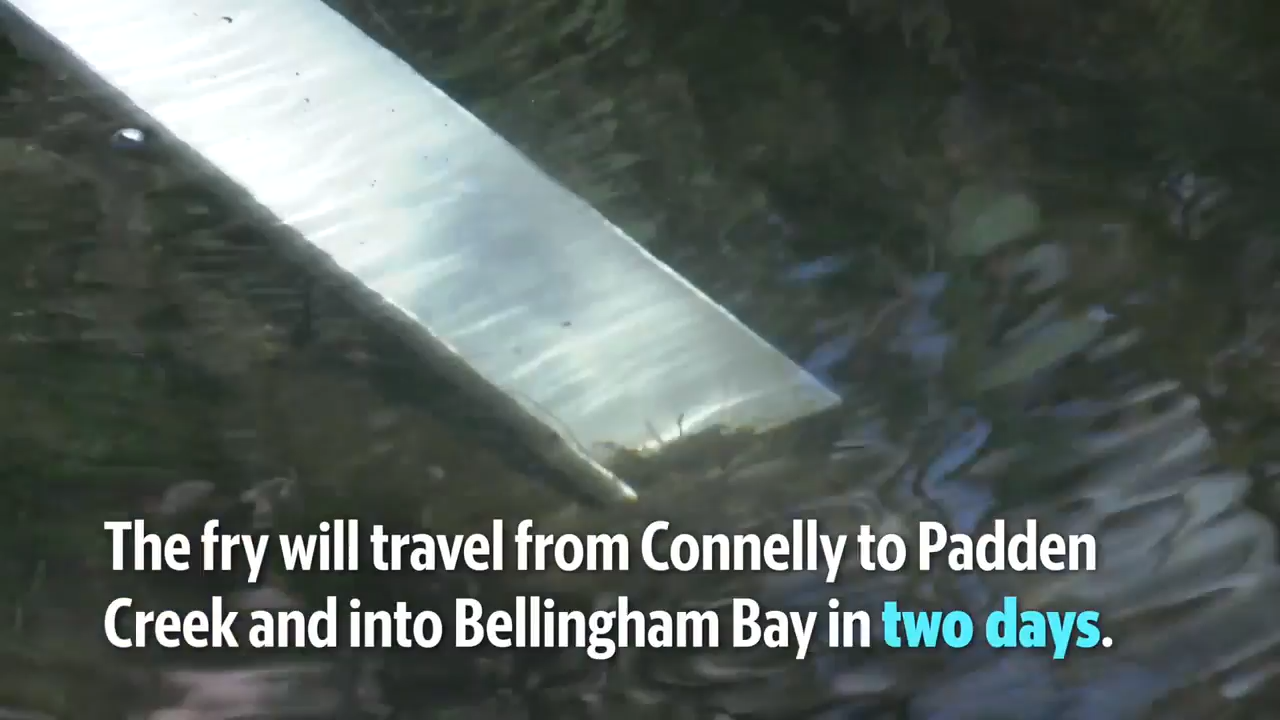 The fry will travel from Connelly to Padden
Creek and into Bellingham Bay in two days.